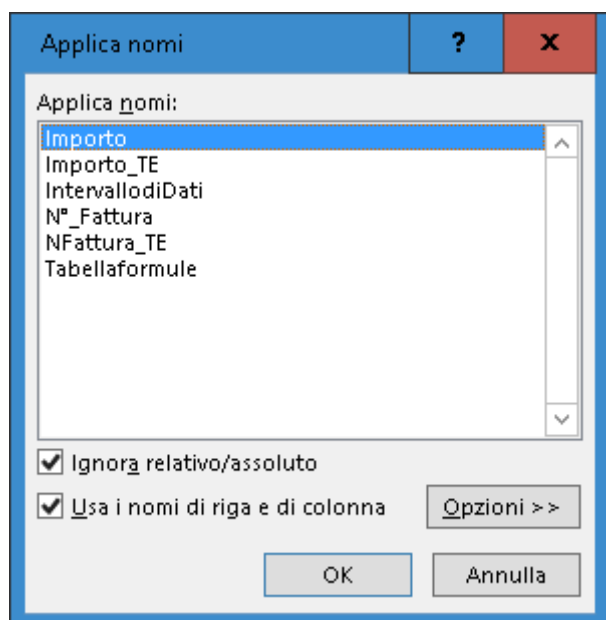 Applica nomi
?
x
Applica nomi:
Importo
Importo_TE
IntervallodiDati
N°_Fattura
NFattura_TE
Tabellaformule
Ignora relativo/assoluto
Usa i nomi di riga e di colonna
Opzioni >>
OK
Annulla